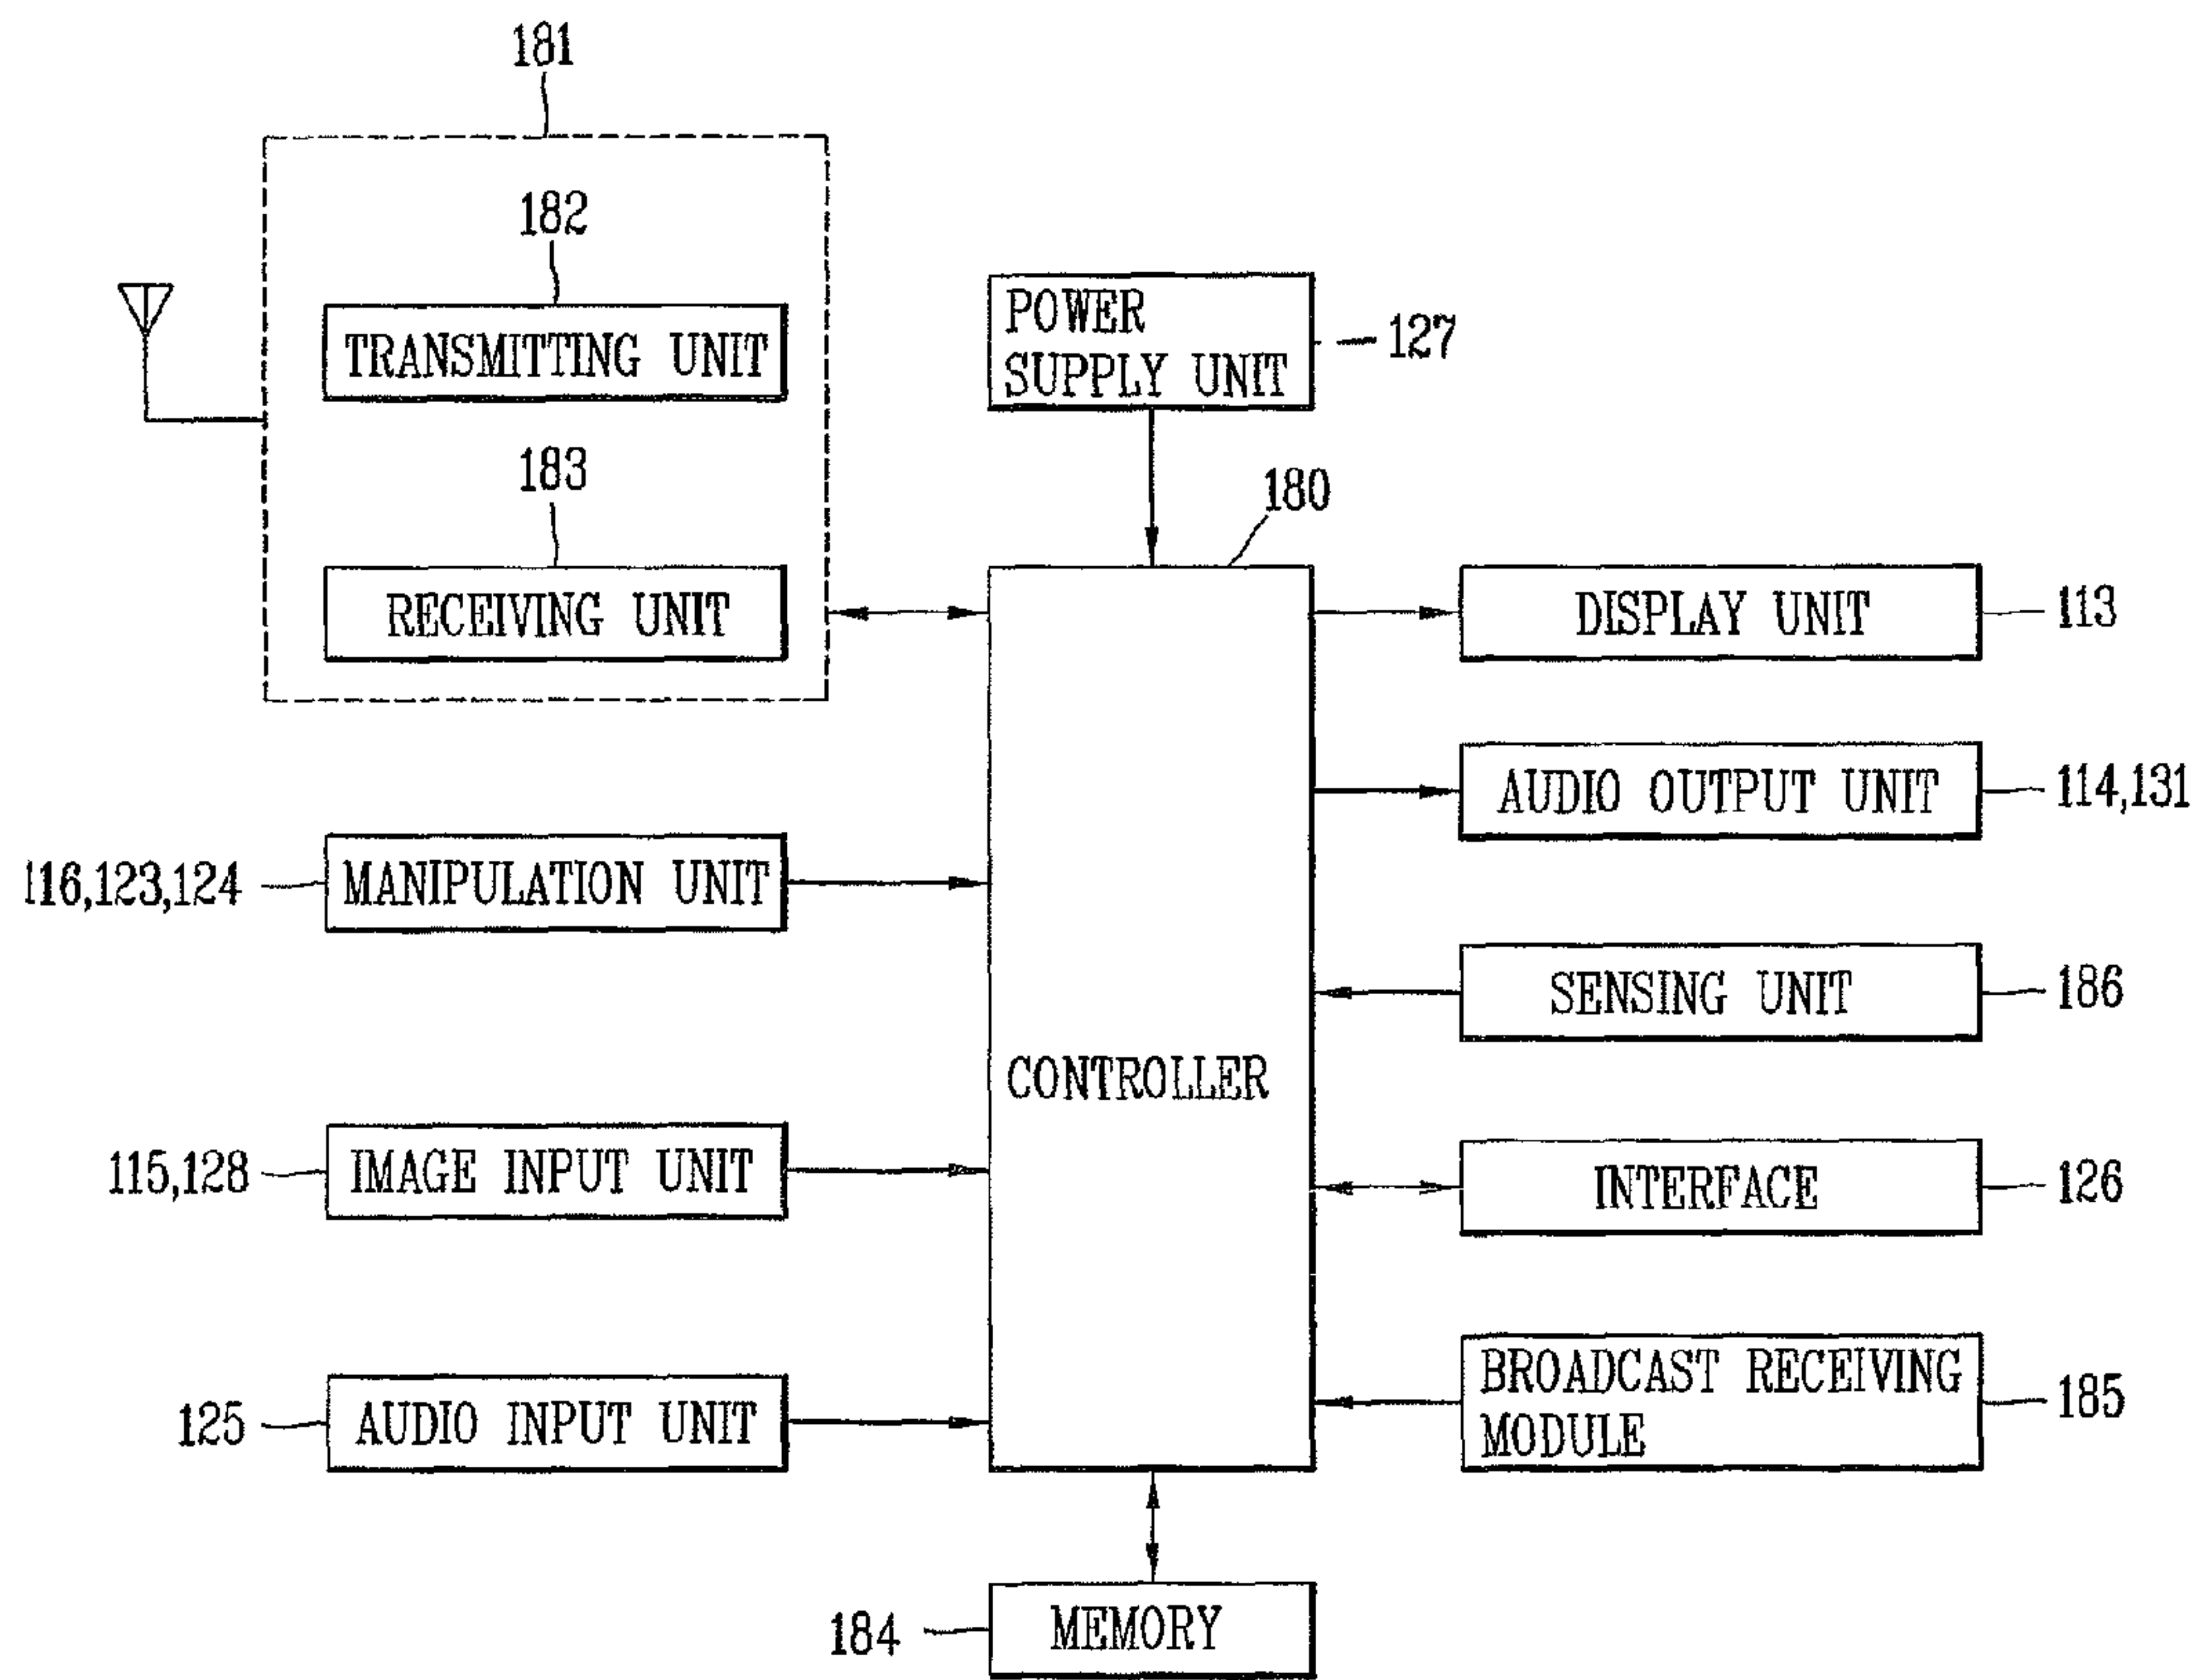 181
182
TRANSMITTING UNIT
183
RECEIVING UNIT
POWER
SUPPLY UNIT
127
180
CONTROLLER
DISPLAY UNIT
113
AUDIO OUTPUT UNIT
114,131
116,123,124
MANIPULATION UNIT
SENSING UNIT
186
115,128
IMAGE INPUT UNIT
INTERFACE
126
125
AUDIO INPUT UNIT
BROADCAST RECEIVING
MODULE
185
184
MEMORY